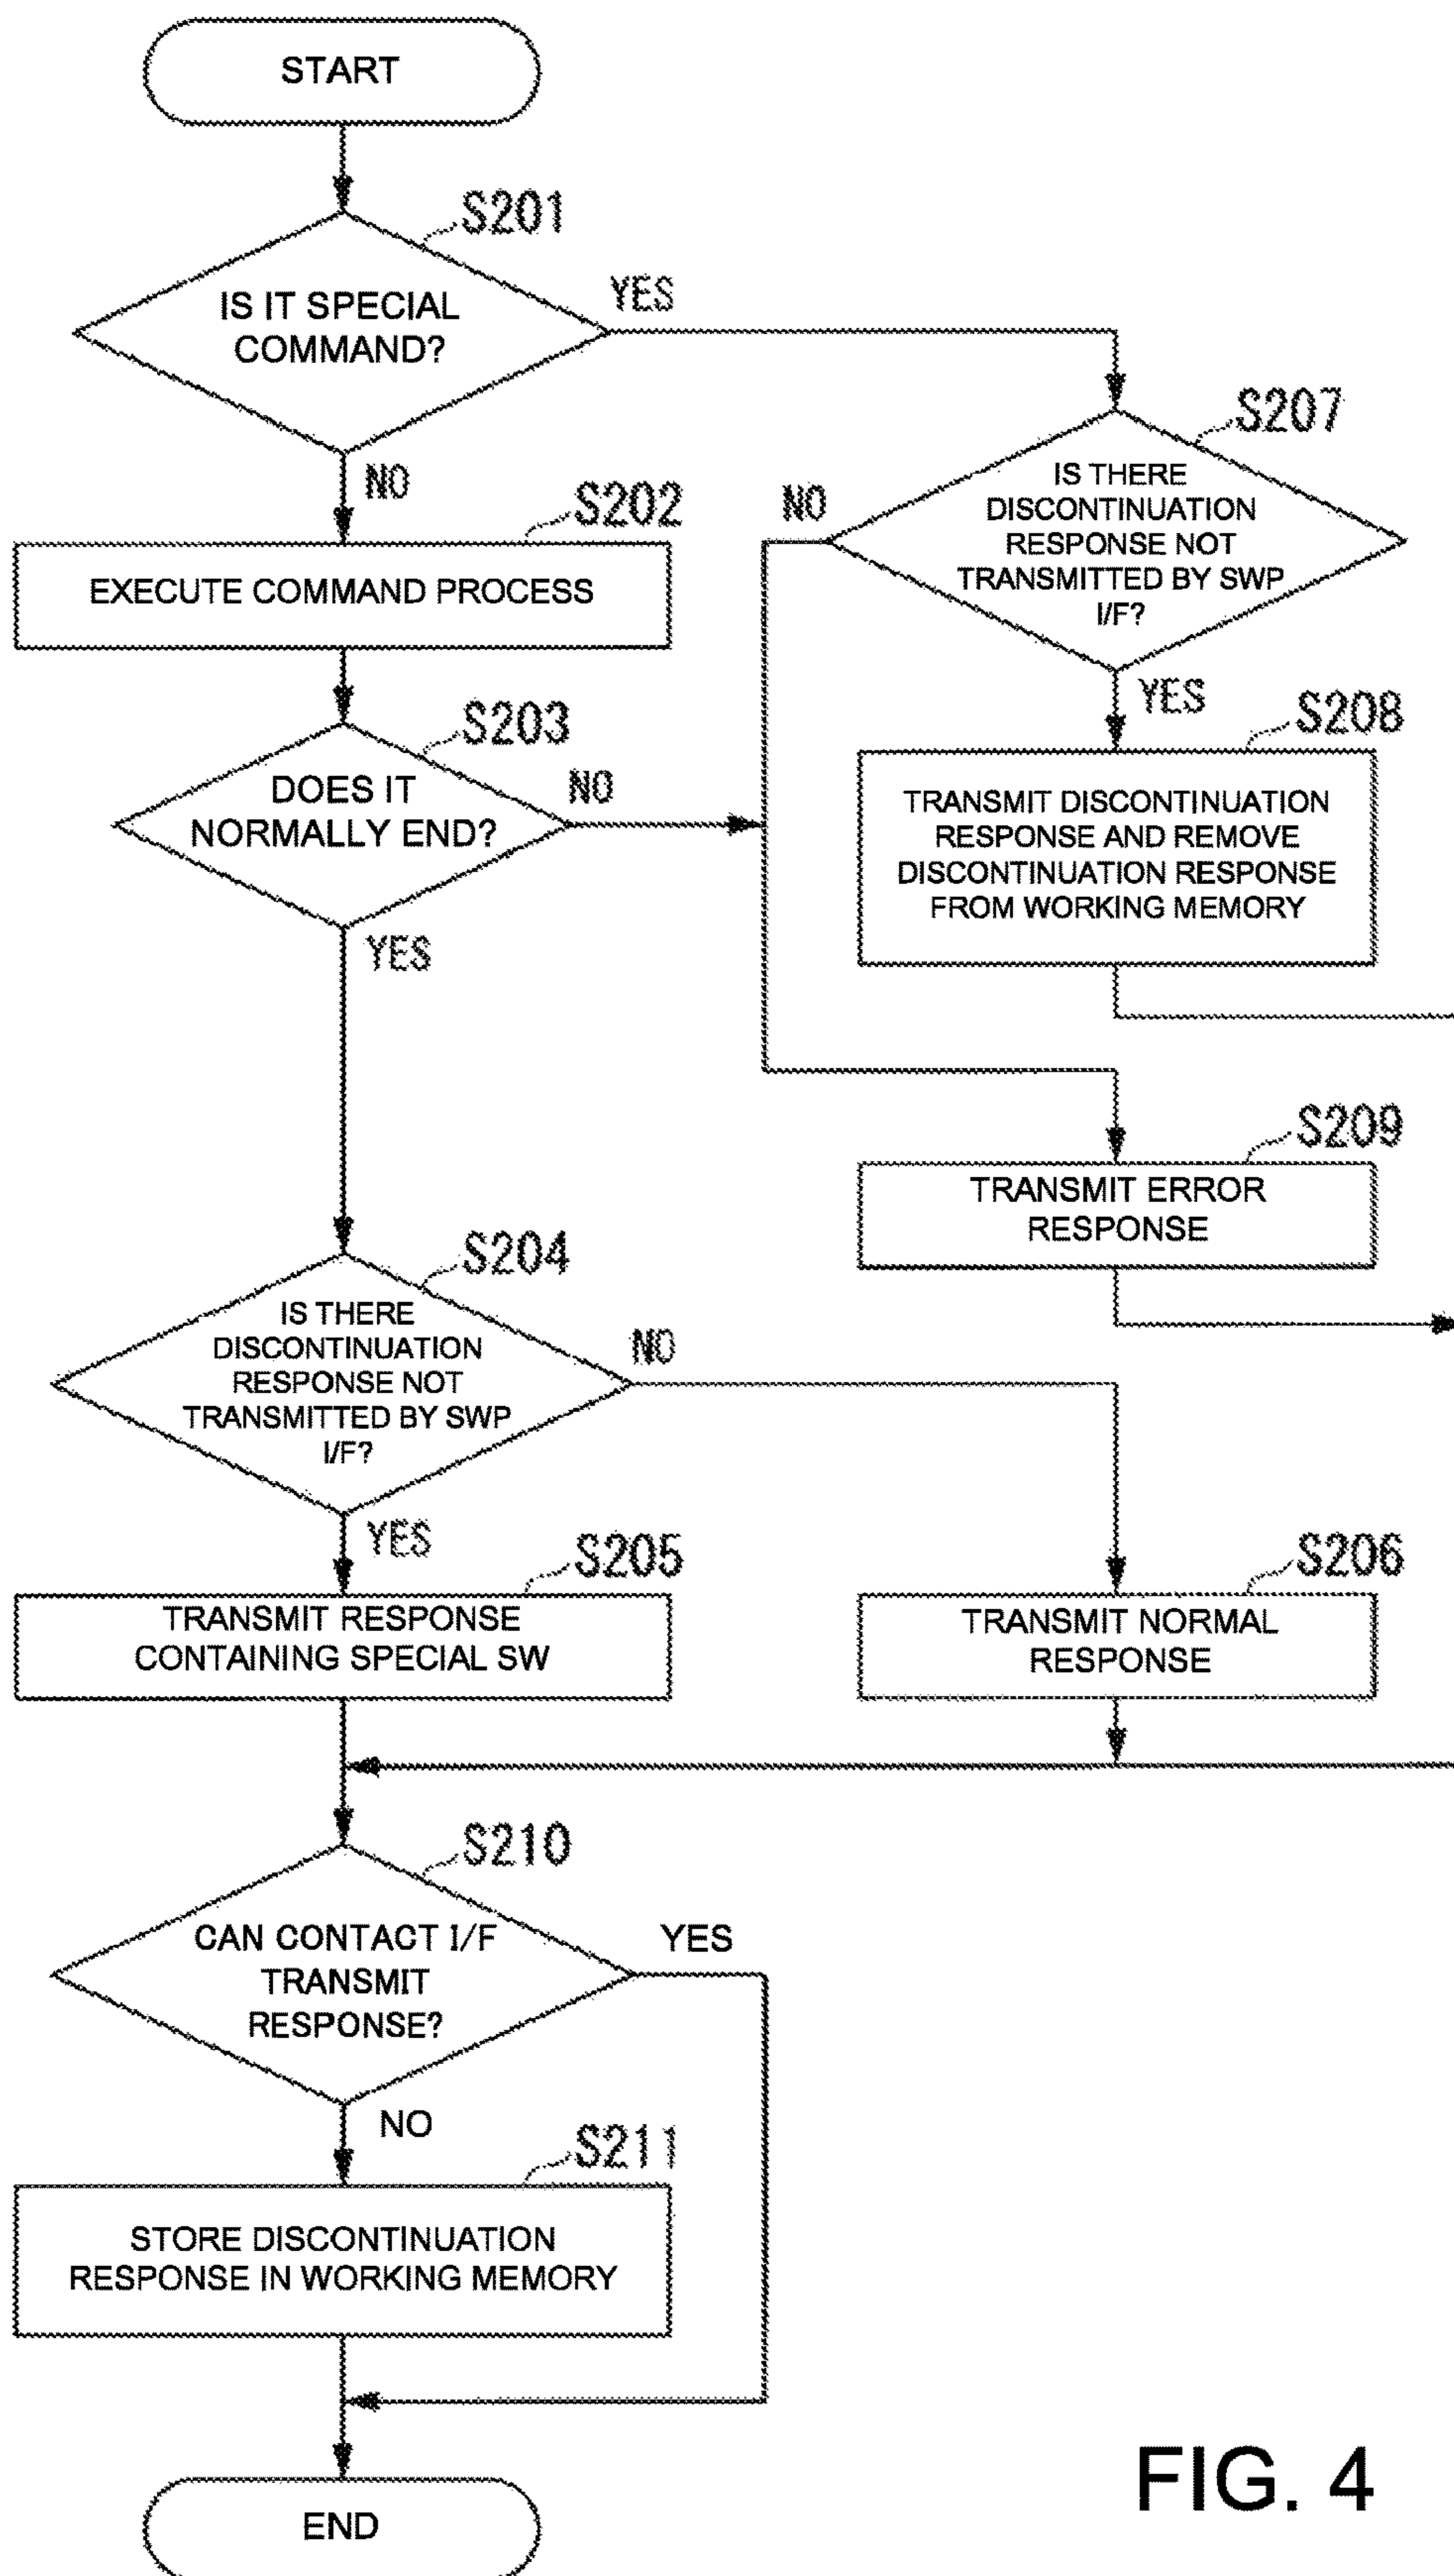 START
S201
IS IT SPECIAL
COMMAND?
YES
NO
S207
IS THERE
DISCONTINUATION
RESPONSE NOT
TRANSMITTED BY SWP
I/F?
NO
YES
S202
EXECUTE COMMAND PROCESS
S203
DOES IT
NORMALLY END?
NO
YES
S208
TRANSMIT DISCONTINUATION
RESPONSE AND REMOVE
DISCONTINUATION RESPONSE
FROM WORKING MEMORY
S209
TRANSMIT ERROR
RESPONSE
S204
IS THERE
DISCONTINUATION
RESPONSE NOT
TRANSMITTED BY SWP
I/F?
NO
YES
S205
TRANSMIT RESPONSE
CONTAINING SPECIAL SW
S206
TRANSMIT NORMAL
RESPONSE
S210
CAN CONTACT I/F
TRANSMIT
RESPONSE?
YES
NO
S211
STORE DISCONTINUATION
RESPONSE IN WORKING MEMORY
END
FIG. 4